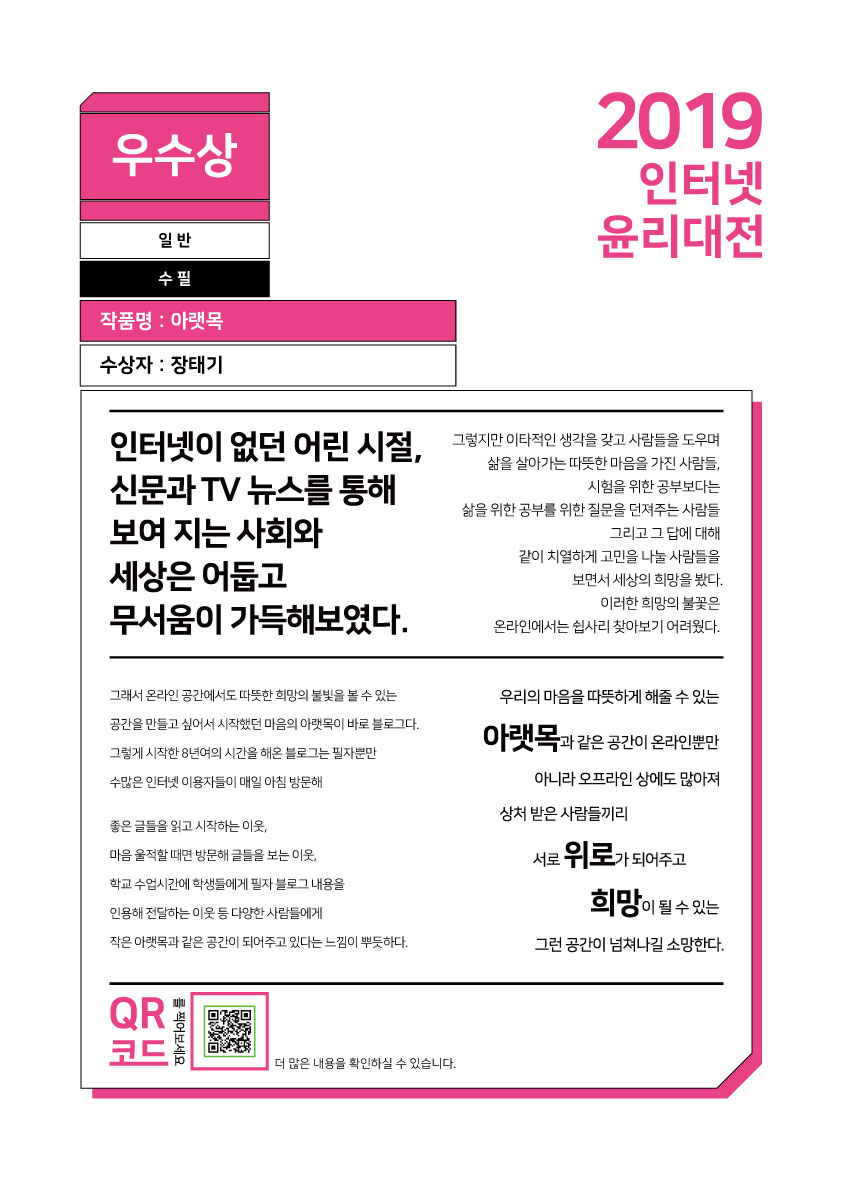 우수상
일반
수필
작품명 : 아랫목
수상자 : 장태기
2019
인터넷
윤리대전
인터넷이 없던 어린 시절,
신문과 TV 뉴스를 통해
보여 지는 사회와
세상은 어둡고
무서움이 가득해보였다.
그렇지만 이타적인 생각을 갖고 사람들을 도우며
삶을 살아가는 따뜻한 마음을 가진 사람들,
시험을 위한 공부보다는
삶을 위한 공부를 위한 질문을 던져주는 사람들
그리고 그 답에 대해
같이 치열하게 고민을 나눌 사람들을
보면서 세상의 희망을 봤다.
이러한 희망의 불꽃은
온라인에서는 쉽사리 찾아보기 어려웠다.
그래서 온라인 공간에서도 따뜻한 희망의 불빛을 볼 수 있는
공간을 만들고 싶어서 시작했던 마음의 아랫목이 바로 블로그다.
그렇게 시작한 8년여의 시간을 해온 블로그는 필자뿐만
수많은 인터넷 이용자들이 매일 아침 방문해
좋은 글들을 읽고 시작하는 이웃,
마음 울적할 때면 방문해 글들을 보는 이웃,
학교 수업시간에 학생들에게 필자 블로그 내용을
인용해 전달하는 이웃 등 다양한 사람들에게
작은 아랫목과 같은 공간이 되어주고 있다는 느낌이 뿌듯하다.
우리의 마음을 따뜻하게 해줄 수 있는
아랫목과 같은 공간이 온라인뿐만
아니라 오프라인 상에도 많아져
상처 받은 사람들끼리
서로 위로가 되어주고
희망이 될 수 있는
그런 공간이 넘쳐나길 소망한다.
QR
코드
를 찍어보세요
더 많은 내용을 확인하실 수 있습니다.